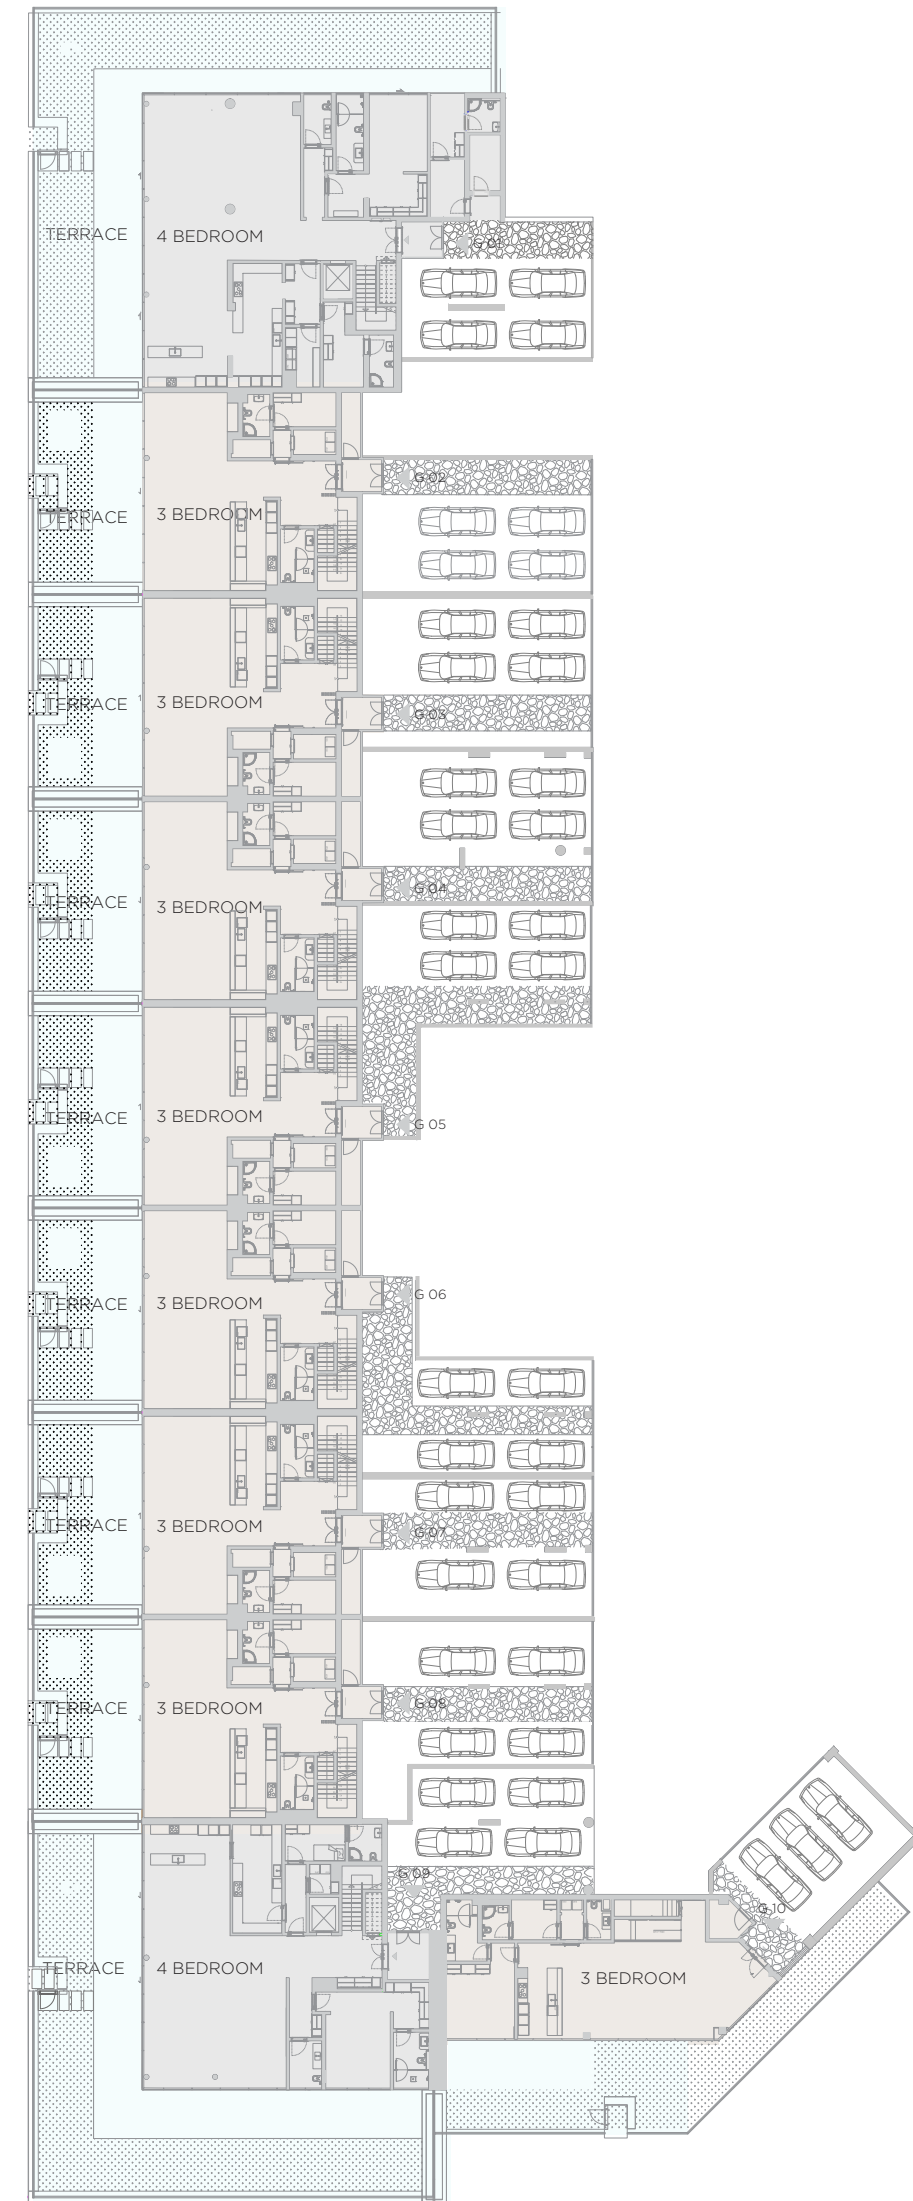 TERRACE 4 BEDROOM G 01
G 02
TERRACE 3 BEDROOM
TERRACE 3 BEDROOM
G 03
G 04
TERRACE 3 BEDROOM
TERRACE 3 BEDROOM
G 05
G 06
TERRACE 3 BEDROOM
TERRACE 3 BEDROOM
G 07
G 08
TERRACE 3 BEDROOM
G 09
G 10
TERRACE 4 BEDROOM
3 BEDROOM